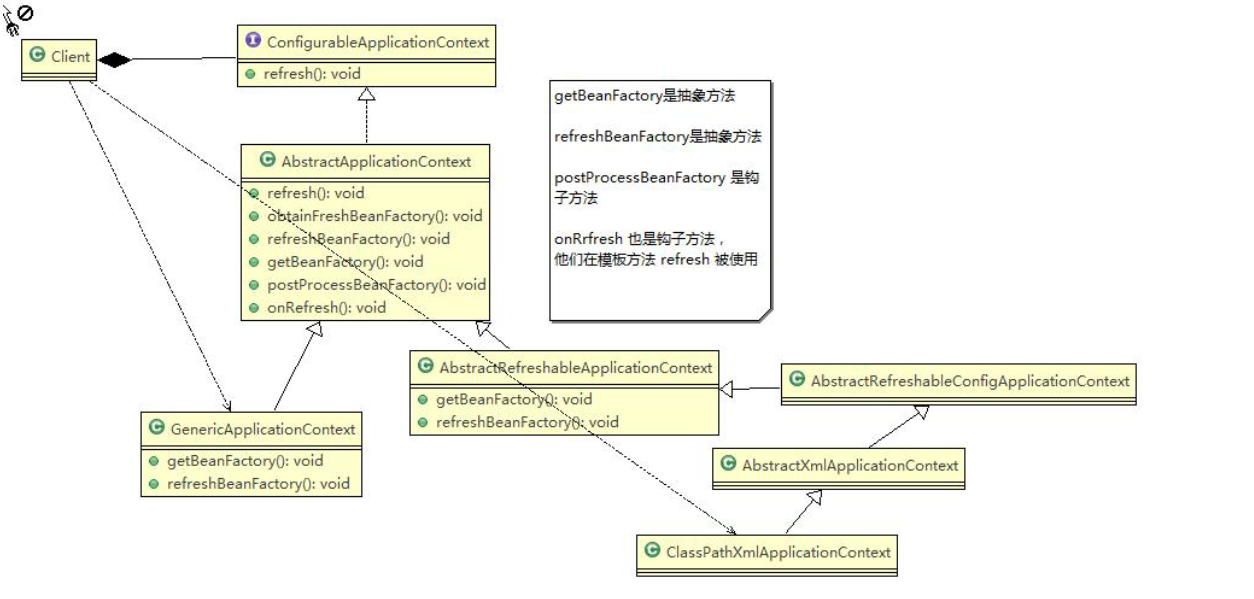 Client
ConfigurableApplicationContext
refresh(): void
AbstractApplicationContext
refresh(): void
obtainFreshBeanFactory(): void
refreshBeanFactory(): void
getBeanFactory(): void
postProcessBeanFactory(): void
onRefresh(): void
getBeanFactory是抽象方法
refreshBeanFactory是抽象方法
postProcessBeanFactory 是钩
子方法
onRrfresh 也是钩子方法，
他们在模板方法 refresh 被使用
AbstractRefreshableApplicationContext
getBeanFactory(): void
refreshBeanFactory(): void
AbstractRefreshableConfigApplicationContext
GenericApplicationContext
getBeanFactory(): void
refreshBeanFactory(): void
AbstractXmlApplicationContext
ClassPathXmlApplicationContext